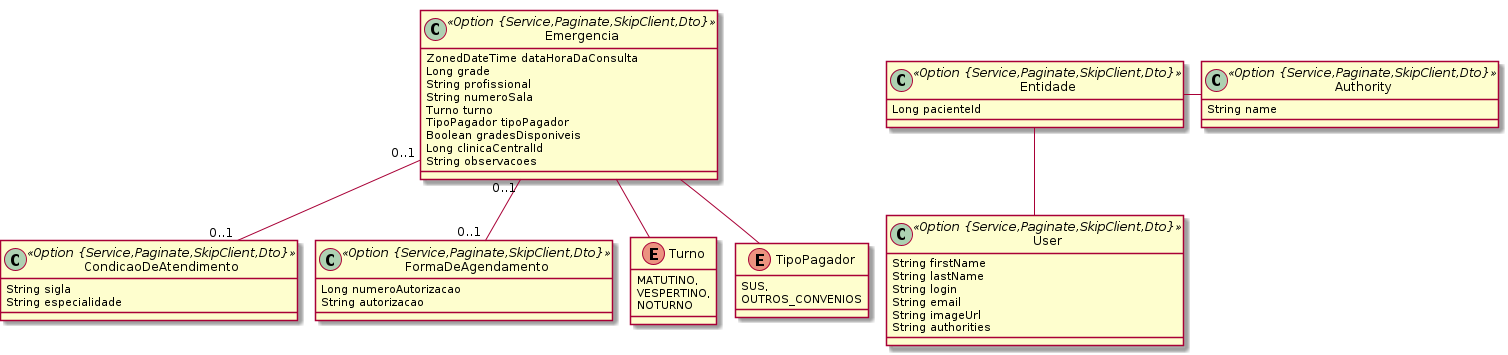 C «Option {Service,Paginate,SkipClient,Dto}»
Emergencia
ZonedDateTime dataHoraDaConsulta
Long grade
String profissional
String numeroSala
Turno turno
TipoPagador tipoPagador
Boolean gradesDisponiveis
Long clinicaCentralId
String observacoes
C «Option {Service,Paginate,SkipClient,Dto}»
Entidade
Long pacienteId
C «Option {Service,Paginate,SkipClient,Dto}»
Authority
String name
0..1
0..1
0..1
0..1
C «Option {Service,Paginate,SkipClient,Dto}»
CondicaoDeAtendimento
String sigla
String especialidade
C «Option {Service,Paginate,SkipClient,Dto}»
FormaDeAgendamento
Long numeroAutorizacao
String autorizacao
E Turno
MATUTINO,
VESPERTINO,
NOTURNO
E TipoPagador
SUS,
OUTROS_CONVENIOS
C «Option {Service,Paginate,SkipClient,Dto}»
User
String firstName
String lastName
String login
String email
String imageUrl
String authorities